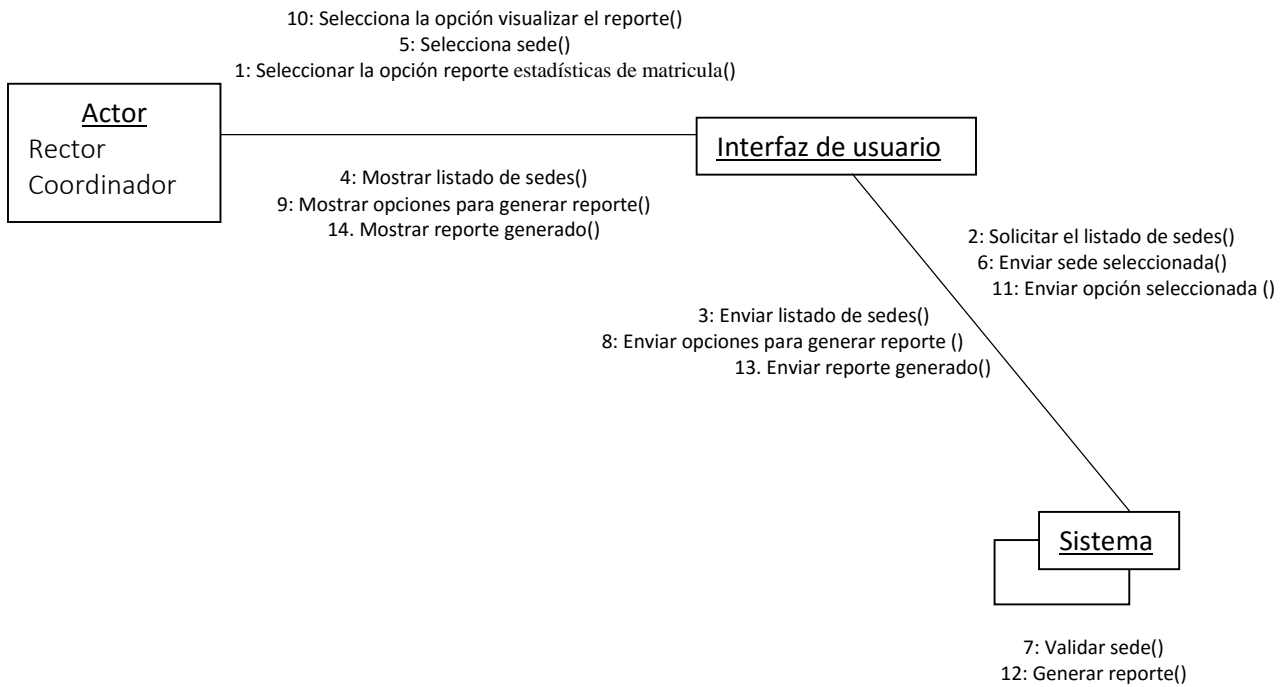 10: Selecciona la opción visualizar el reporte()
5: Selecciona sede()
1: Seleccionar la opción reporte estadísticas de matricula()
Actor
Rector
Coordinador
Interfaz de usuario
4: Mostrar listado de sedes()
9: Mostrar opciones para generar reporte()
14. Mostrar reporte generado()
2: Solicitar el listado de sedes()
6: Enviar sede seleccionada()
11: Enviar opción seleccionada ()
3: Enviar listado de sedes()
8: Enviar opciones para generar reporte ()
13. Enviar reporte generado()
Sistema
7: Validar sede()
12: Generar reporte()